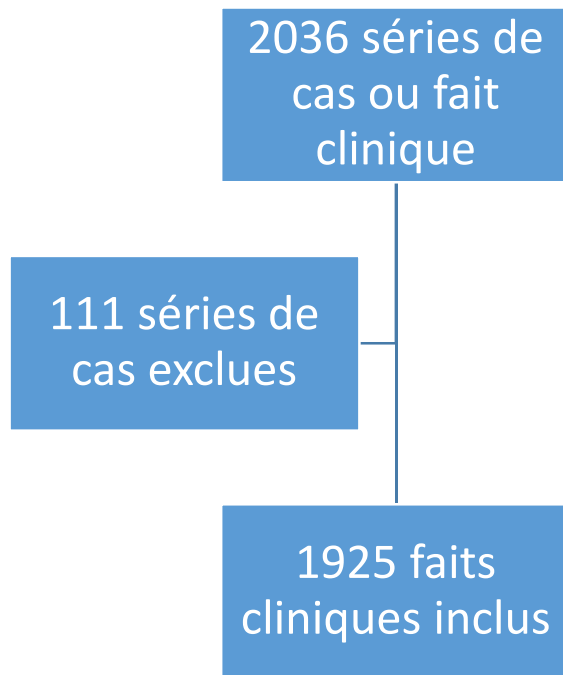 2036 séries de
cas ou fait
clinique
111 séries de
cas exclues
1925 faits
cliniques inclus